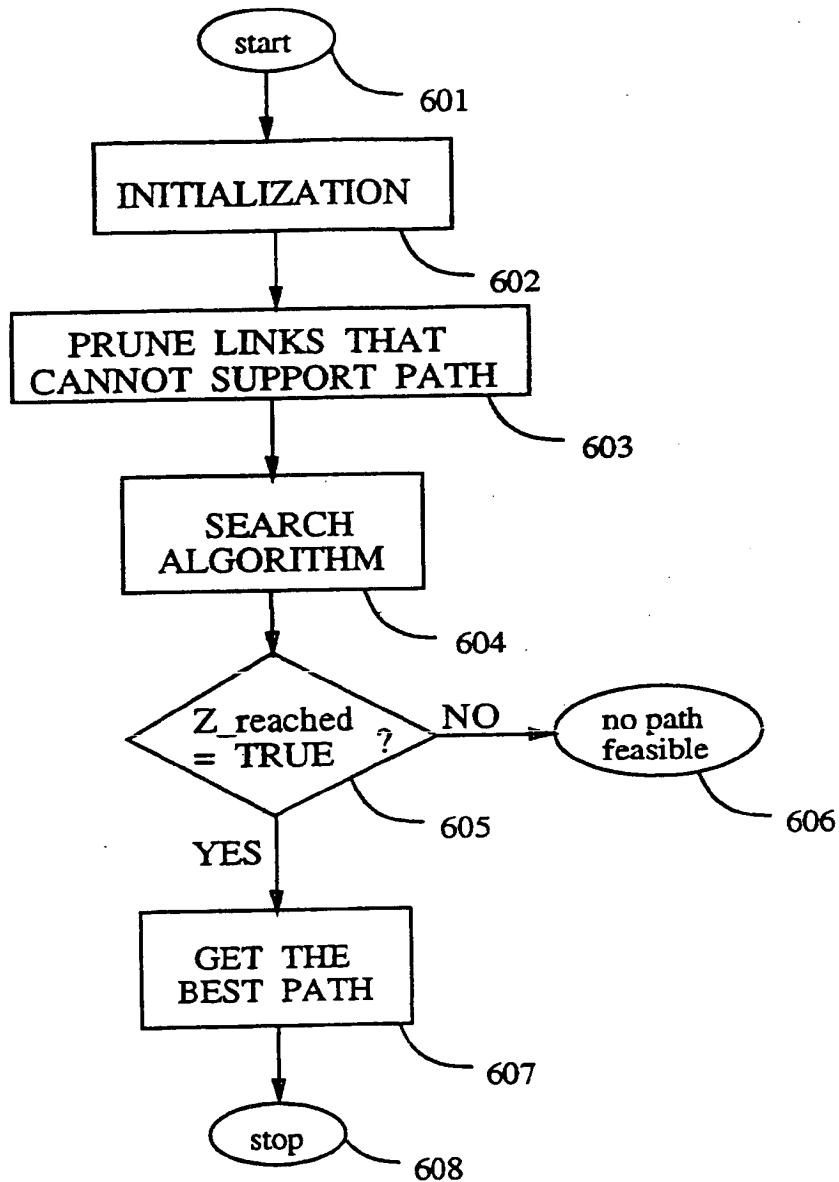 start
601
INITIALIZATION
602
PRUNE LINKS THAT
CANNOT SUPPORT PATH
603
SEARCH
ALGORITHM
604
Z_reached
= TRUE ?
NO
no path
feasible
605
606
YES
GET THE
BEST PATH
607
stop
608